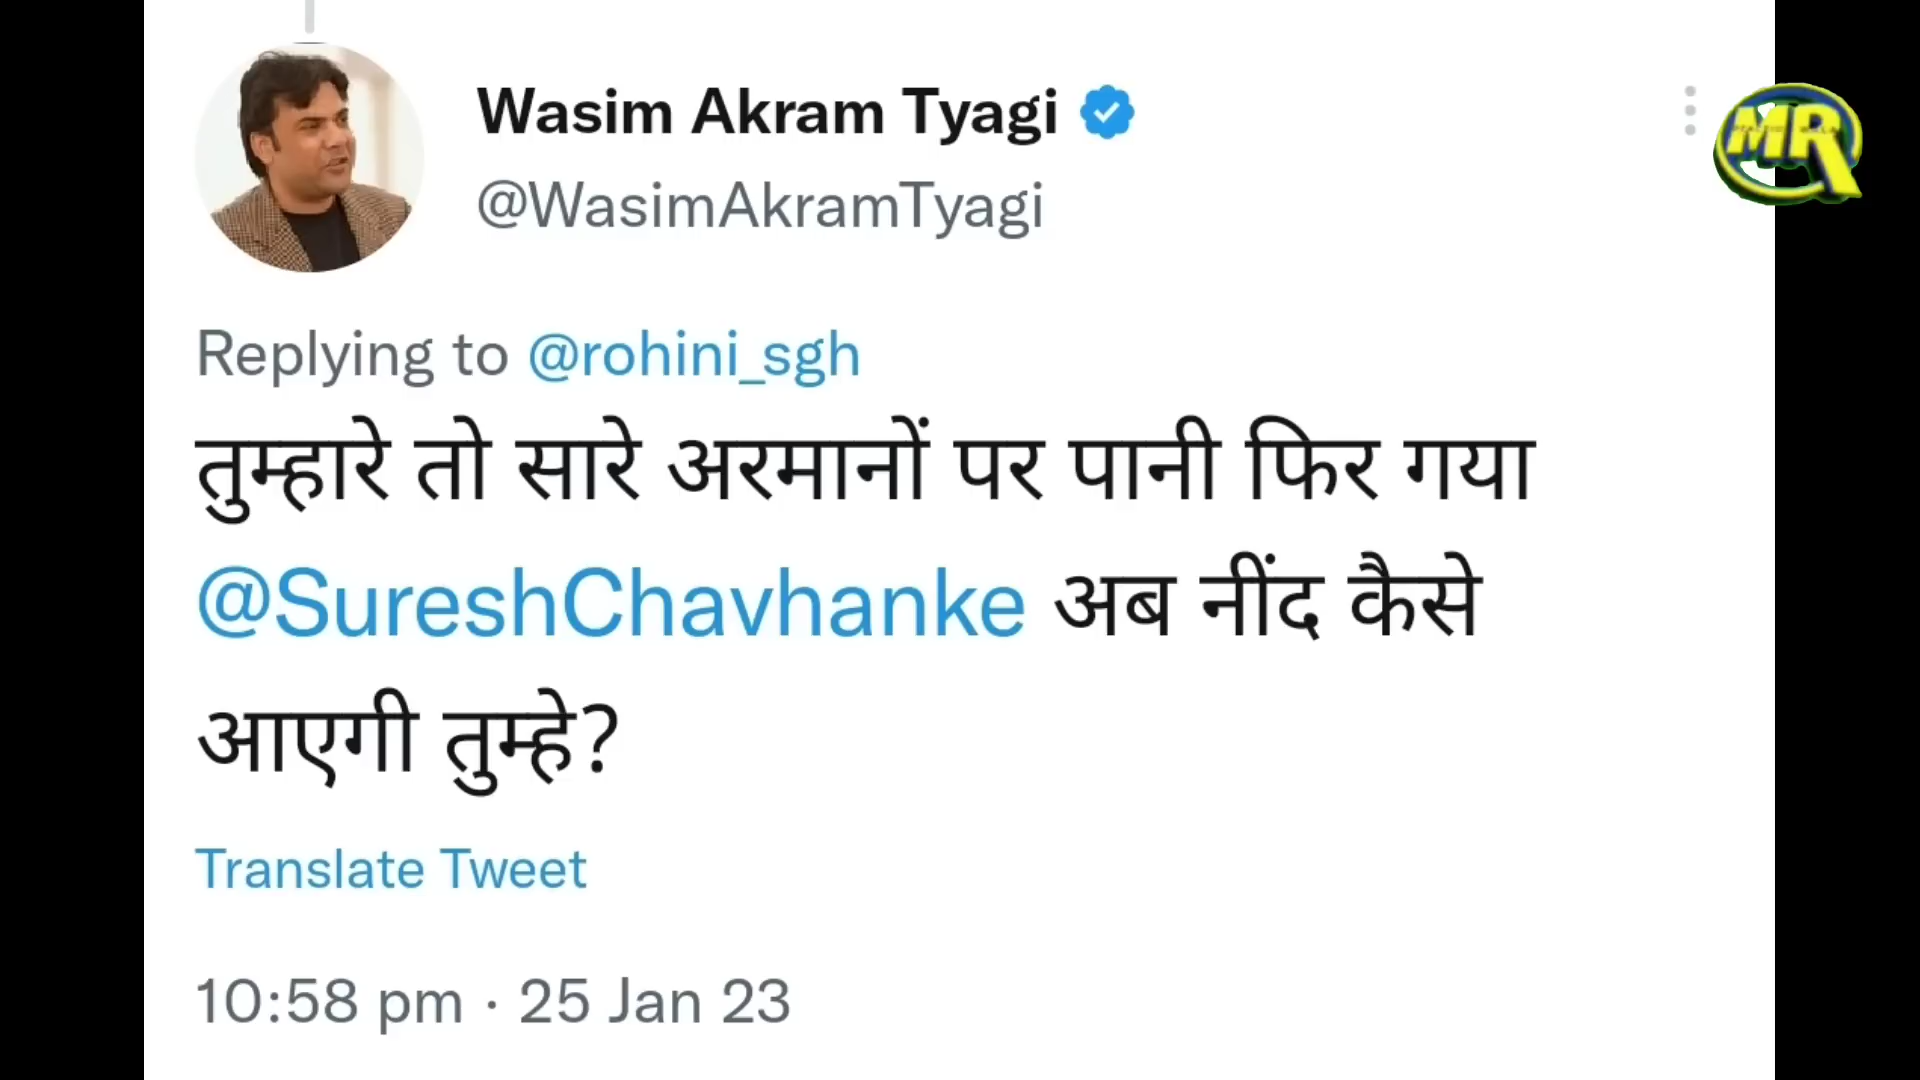 Wasim Akram Tyagi
@WasimAkramTyagi
MR
Replying to @rohini_sgh
तुम्हारे तो सारे अरमानों पर पानी फिर गया
@SureshChavhanke अब नींद कैसे
आएगी तुम्हे?
Translate Tweet
10:58 pm · 25 Jan 23